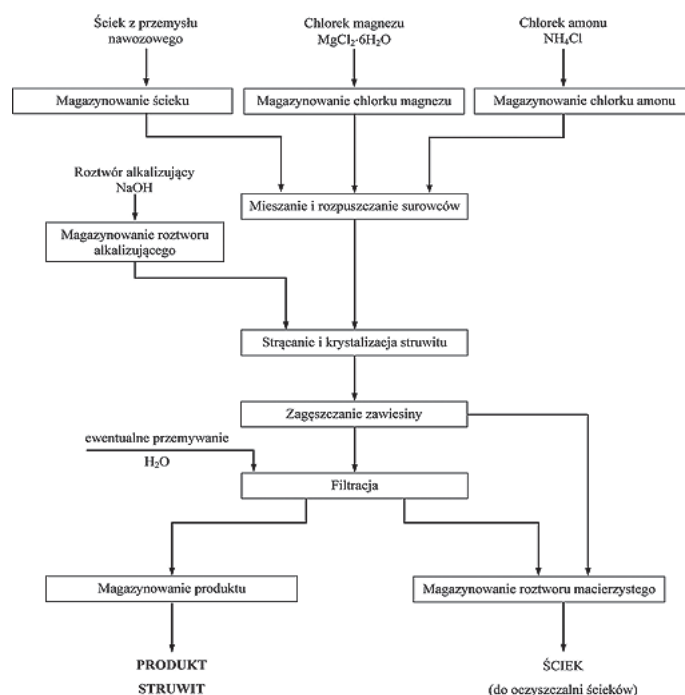 Ściek z przemysłu
nawozowego
Chlorek magnezu
MgCl₂·6H₂O
Chlorek amonu
NH₄Cl
Magazynowanie ścieku
Magazynowanie chlorku magnezu
Magazynowanie chlorku amonu
Roztwór alkalizujący
NaOH
Mieszanie i rozpuszczanie surowców
Magazynowanie roztworu
alkalizującego
Strącanie i krystalizacja struwitu
Zagęszczanie zawiesiny
ewentualne przemywanie
H₂O
Filtracja
Magazynowanie produktu
Magazynowanie roztworu macierzystego
PRODUKT
STRUWIT
ŚCIEK
(do oczyszczalni ścieków)